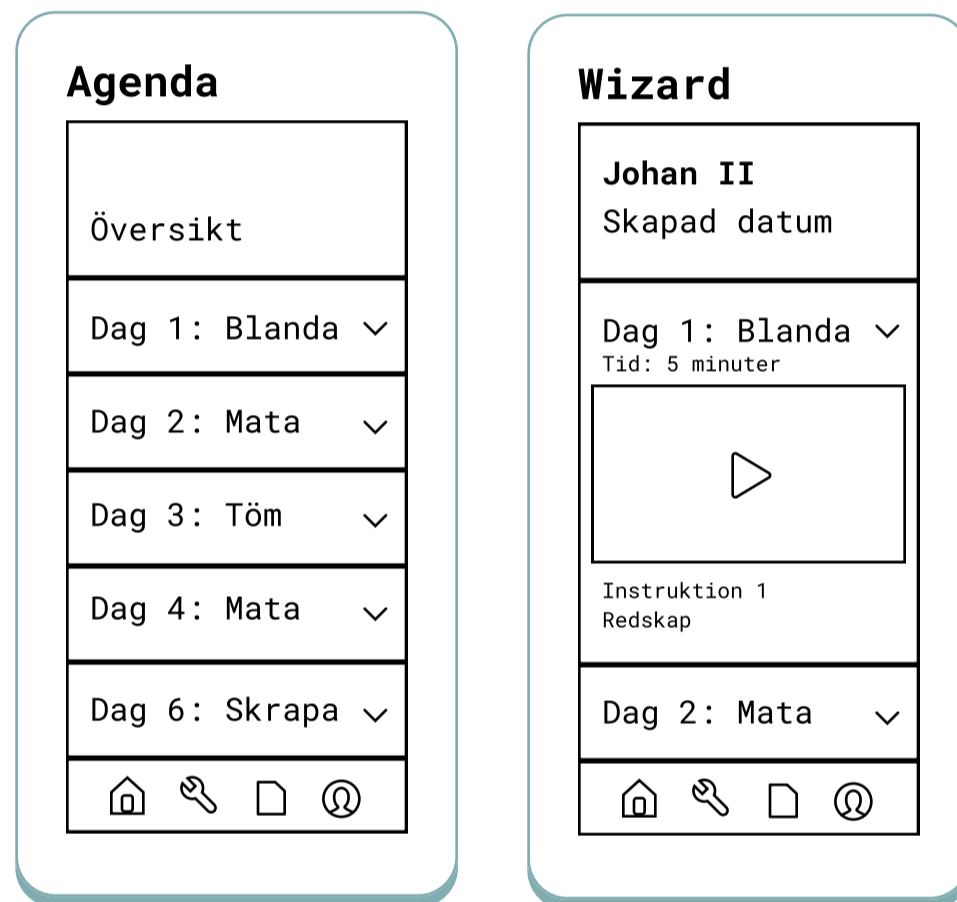 Agenda
Översikt
Dag 1: Blanda
Dag 2: Mata
Dag 3: Töm
Dag 4: Mata
Dag 6: Skrapa
Wizard
Johan II
Skapad datum
Dag 1: Blanda
Tid: 5 minuter
Instruktion 1
Redskap
Dag 2: Mata